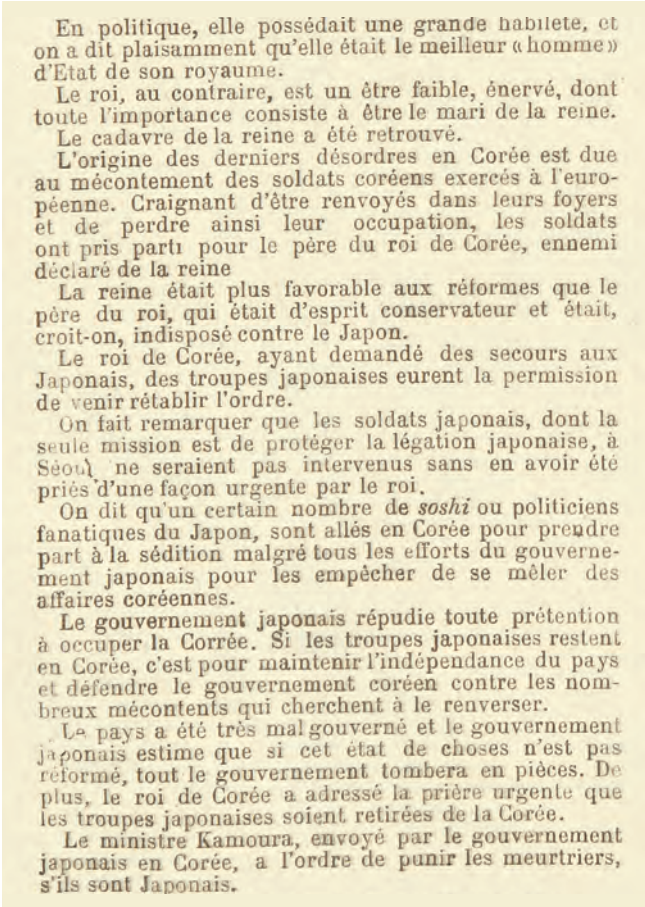 En politique, elle possédait une grande habileté, et
on a dit plaisamment qu'elle était le meilleur «homme»
d'Etat de son royaume.
Le roi, au contraire, est un être faible, énervé, dont
toute l'importance consiste à être le mari de la reine.
Le cadavre de la reine a été retrouvé.
L'origine des derniers désordres en Corée est due
au mécontement des soldats coréens exercés à l'euro-
péenne. Craignant d'être renvoyés dans leurs foyers
et de perdre ainsi leur occupation, les soldats
ont pris parti pour le père du roi de Corée, ennemi
déclaré de la reine
La reine était plus favorable aux réformes que le
père du roi, qui était d'esprit conservateur et était,
croit-on, indisposé contre le Japon.
Le roi de Corée, ayant demandé des secours aux
Japonais, des troupes japonaises eurent la permission
de venir rétablir l'ordre.
On fait remarquer que les soldats japonais, dont la
seule mission est de protéger la légation japonaise, à
Séoul ne seraient pas intervenus sans en avoir été
priés d'une façon urgente par le roi.
On dit qu'un certain nombre de soshi ou politiciens
fanatiques du Japon, sont allés en Corée pour prendre
part à la sédition malgré tous les efforts du gouverne-
ment japonais pour les empêcher de se mêler des
affaires coréennes.
Le gouvernement japonais répudie toute prétention
à occuper la Corrée. Si les troupes japonaises restent
en Corée, c'est pour maintenir l'indépendance du pays
et défendre le gouvernement coréen contre les nom-
breux mécontents qui cherchent à le renverser.
Le pays a été très mal gouverné et le gouvernement
japonais estime que si cet état de choses n'est pas
réformé, tout le gouvernement tombera en pièces. De
plus, le roi de Corée a adressé la prière urgente que
les troupes japonaises soient retirées de la Corée.
Le ministre Kamoura, envoyé par le gouvernement
japonais en Corée, a l'ordre de punir les meurtriers,
s'ils sont Japonais.